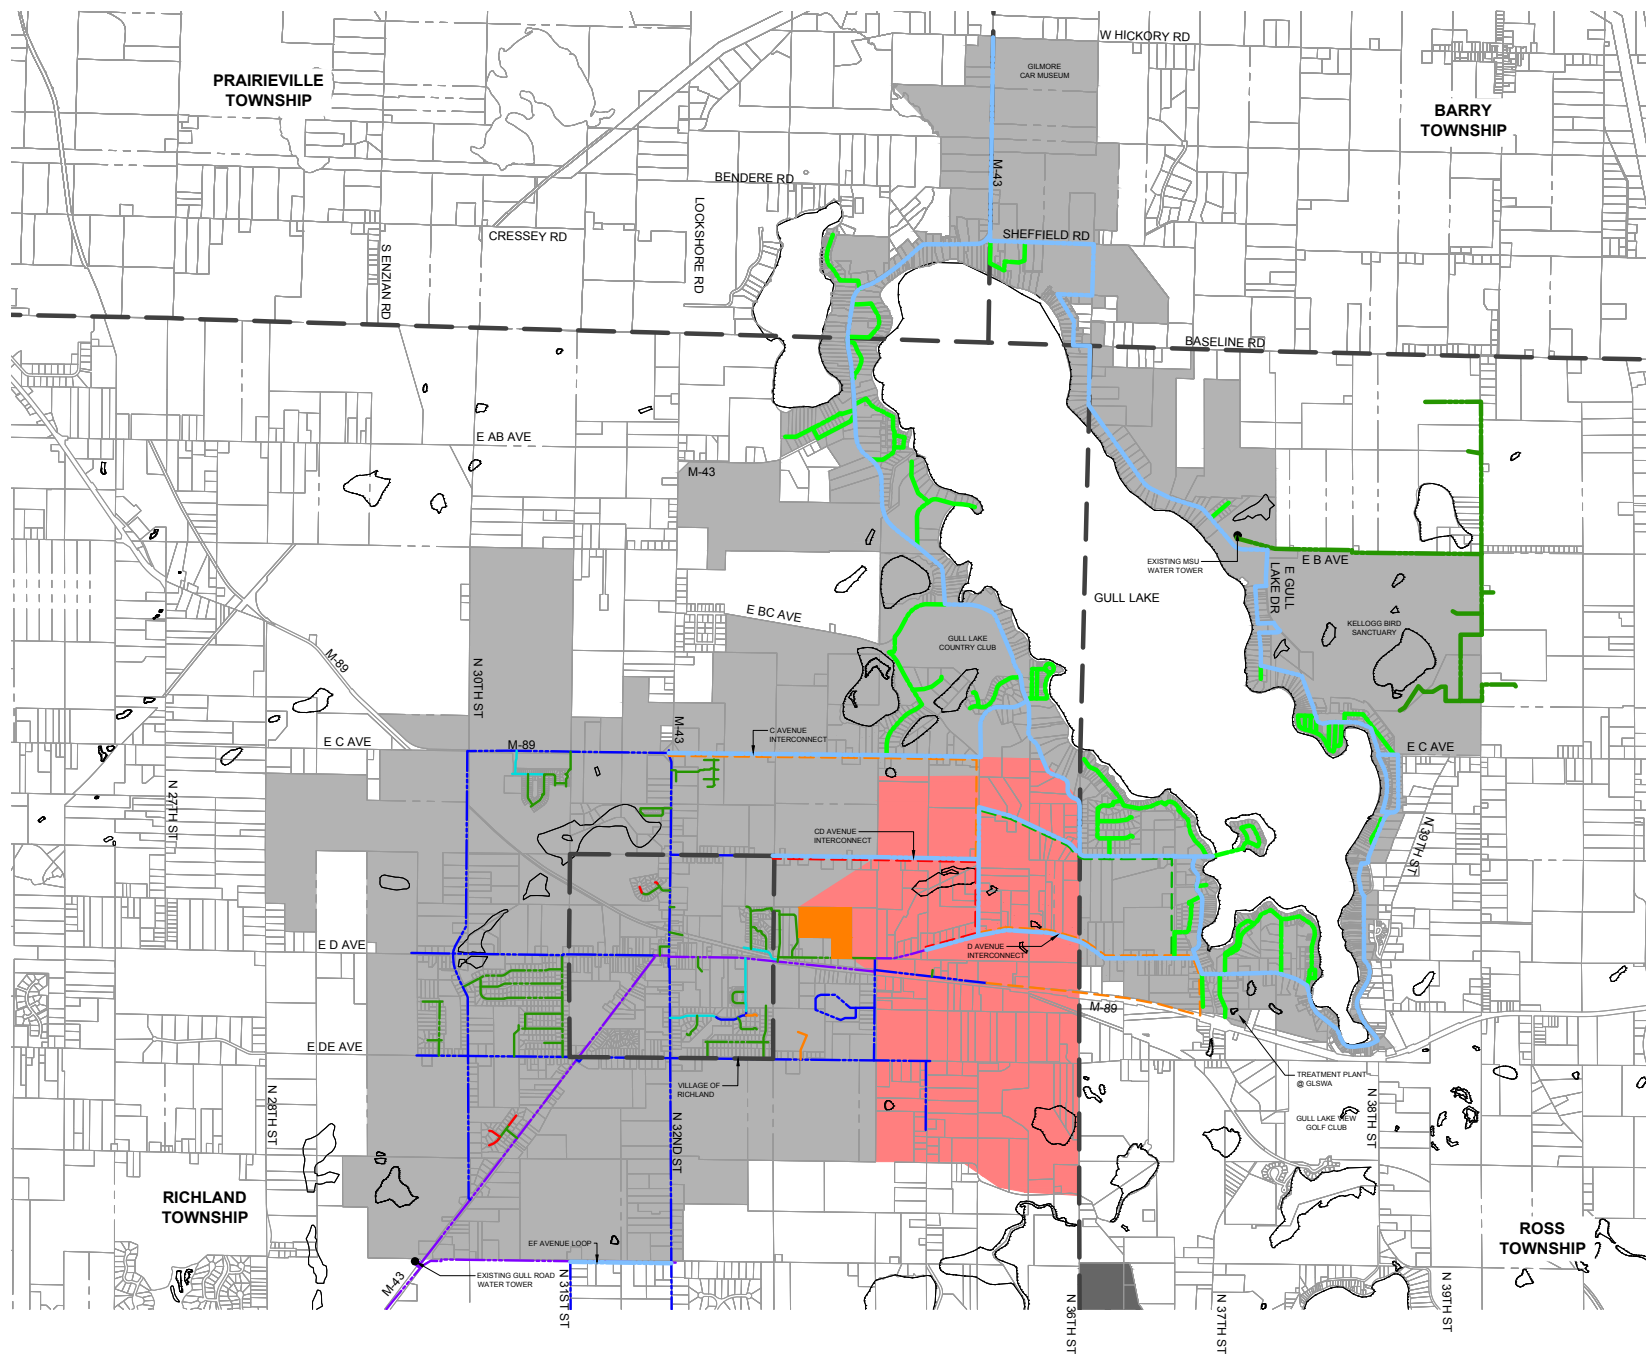 W HICKORY RD
GILMORE
CAR MUSEUM
PRAIRIEVILLE
TOWNSHIP
BARRY
TOWNSHIP
BENDERE RD
M-43
LOCKSHORE RD
CRESSEY RD
SHEFFIELD RD
S ENZIAN RD
BASELINE RD
E AB AVE
M-43
EXISTING MSU
WATER TOWER
E B AVE
E GULL
LAKE DR
GULL LAKE
E BC AVE
KELLOGG BIRD
SANCTUARY
GULL LAKE
COUNTRY CLUB
M-89
N 30TH ST
M-43
C AVENUE
INTERCONNECT
E C AVE
M-89
E C AVE
N 27TH ST
CD AVENUE
INTERCONNECT
N 39TH ST
E D AVE
D AVENUE
INTERCONNECT
M-89
E DE AVE
TREATMENT PLANT
@ GLSWA
VILLAGE OF
RICHLAND
N 28TH ST
N 32ND ST
N 38TH ST
GULL LAKE VIEW
GOLF CLUB
RICHLAND
TOWNSHIP
ROSS
TOWNSHIP
EF AVENUE LOOP
EXISTING GULL ROAD
WATER TOWER
M-43
N 31ST ST
N 36TH ST
N 37TH ST
N 39TH ST